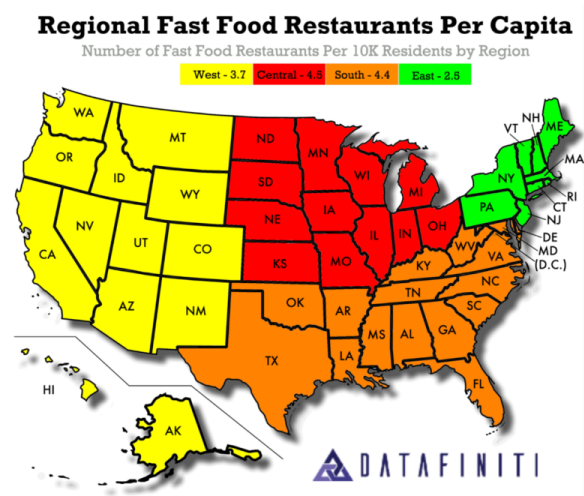 Regional Fast Food Restaurants Per Capita
Number of Fast Food Restaurants Per 10K Residents by Region
West - 3.7 Central - 4.5 South - 4.4 East - 2.5
WA
OR
CA
NV
ID
MT
WY
UT
CO
AZ
NM
ND
SD
NE
KS
MN
IA
MO
WI
IL
IN
MI
OH
OK
TX
AR
LA
MS
AL
TN
KY
GA
FL
SC
NC
VA
WV
PA
NY
VT
NH
ME
MA
RI
CT
NJ
DE
MD
(D.C.)
HI
AK
DATAFINITI